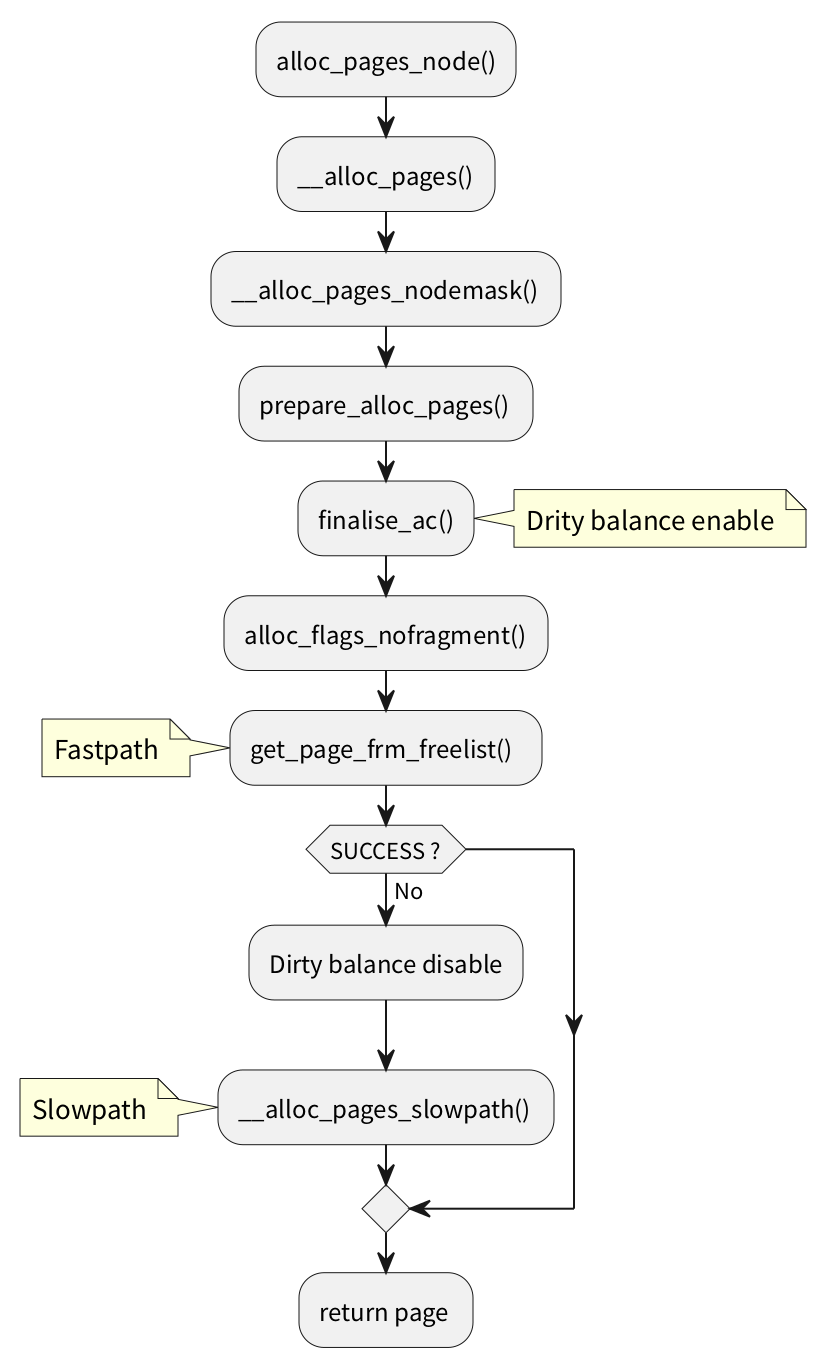 alloc_pages_node()
__alloc_pages()
__alloc_pages_nodemask()
prepare_alloc_pages()
finalise_ac()
Drity balance enable
alloc_flags_nofragment()
Fastpath
get_page_frm_freelist()
SUCCESS ?
No
Dirty balance disable
Slowpath
__alloc_pages_slowpath()
return page